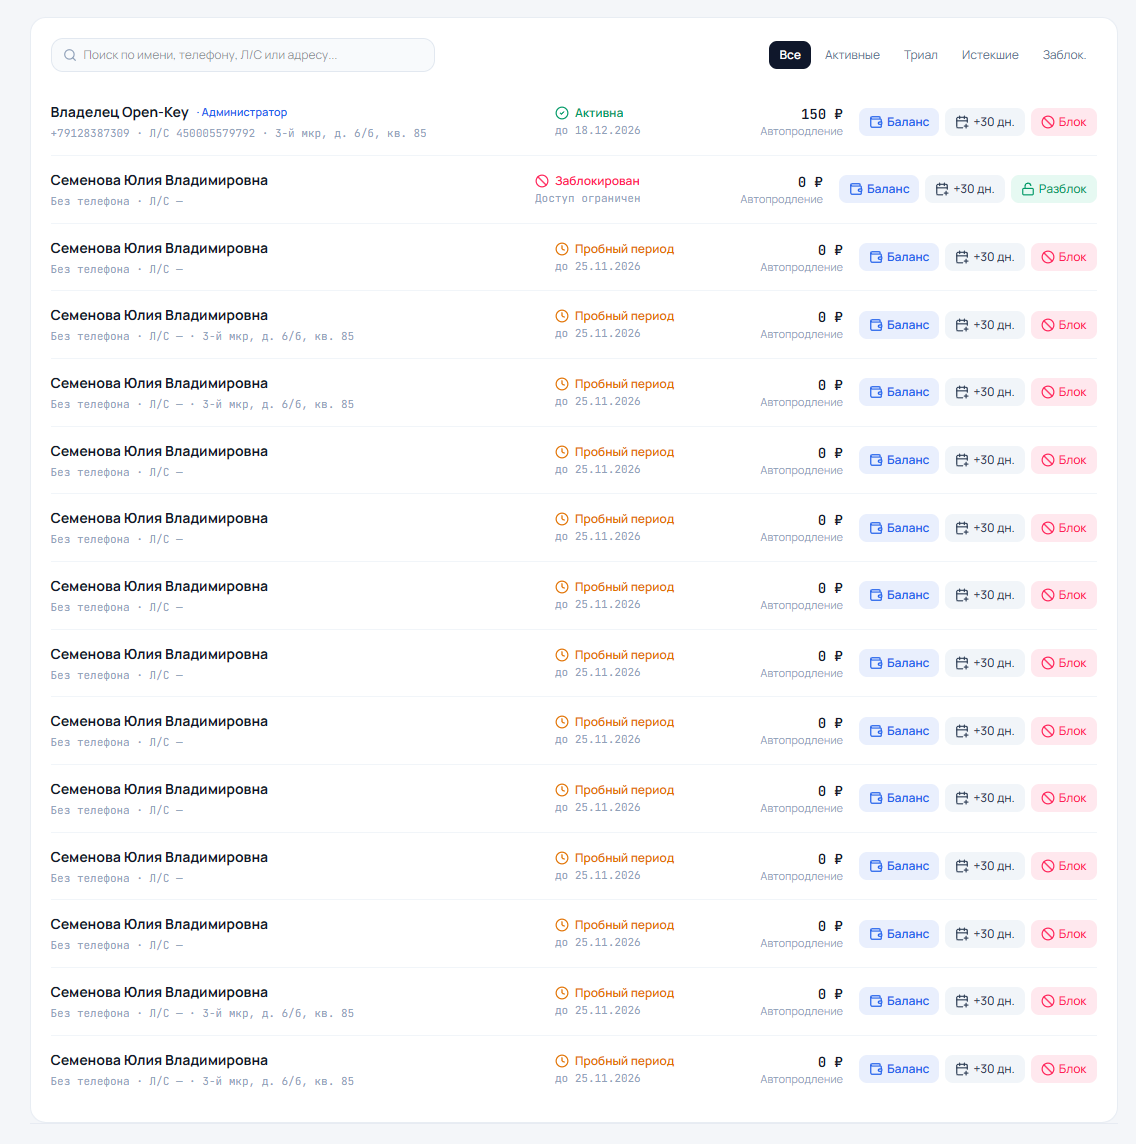 Поиск по имени, телефону, Л/С или адресу...
Все Активные Триал Истекшие Заблок.
Владелец Open-Key · Администратор Активна 150 ₽ Баланс +30 дн. Блок
+79128387309 · Л/С 450005579792 · 3-й мкр, д. 6/б, кв. 85 до 18.12.2026 Автопродление
Семенова Юлия Владимировна Заблокирован 0 ₽ Баланс +30 дн. Разблок
Без телефона · Л/С — Доступ ограничен Автопродление
Семенова Юлия Владимировна Пробный период 0 ₽ Баланс +30 дн. Блок
Без телефона · Л/С — до 25.11.2026 Автопродление
Семенова Юлия Владимировна Пробный период 0 ₽ Баланс +30 дн. Блок
Без телефона · Л/С — · 3-й мкр, д. 6/б, кв. 85 до 25.11.2026 Автопродление
Семенова Юлия Владимировна Пробный период 0 ₽ Баланс +30 дн. Блок
Без телефона · Л/С — · 3-й мкр, д. 6/б, кв. 85 до 25.11.2026 Автопродление
Семенова Юлия Владимировна Пробный период 0 ₽ Баланс +30 дн. Блок
Без телефона · Л/С — до 25.11.2026 Автопродление
Семенова Юлия Владимировна Пробный период 0 ₽ Баланс +30 дн. Блок
Без телефона · Л/С — до 25.11.2026 Автопродление
Семенова Юлия Владимировна Пробный период 0 ₽ Баланс +30 дн. Блок
Без телефона · Л/С — до 25.11.2026 Автопродление
Семенова Юлия Владимировна Пробный период 0 ₽ Баланс +30 дн. Блок
Без телефона · Л/С — до 25.11.2026 Автопродление
Семенова Юлия Владимировна Пробный период 0 ₽ Баланс +30 дн. Блок
Без телефона · Л/С — до 25.11.2026 Автопродление
Семенова Юлия Владимировна Пробный период 0 ₽ Баланс +30 дн. Блок
Без телефона · Л/С — до 25.11.2026 Автопродление
Семенова Юлия Владимировна Пробный период 0 ₽ Баланс +30 дн. Блок
Без телефона · Л/С — до 25.11.2026 Автопродление
Семенова Юлия Владимировна Пробный период 0 ₽ Баланс +30 дн. Блок
Без телефона · Л/С — до 25.11.2026 Автопродление
Семенова Юлия Владимировна Пробный период 0 ₽ Баланс +30 дн. Блок
Без телефона · Л/С — · 3-й мкр, д. 6/б, кв. 85 до 25.11.2026 Автопродление
Семенова Юлия Владимировна Пробный период 0 ₽ Баланс +30 дн. Блок
Без телефона · Л/С — · 3-й мкр, д. 6/б, кв. 85 до 25.11.2026 Автопродление